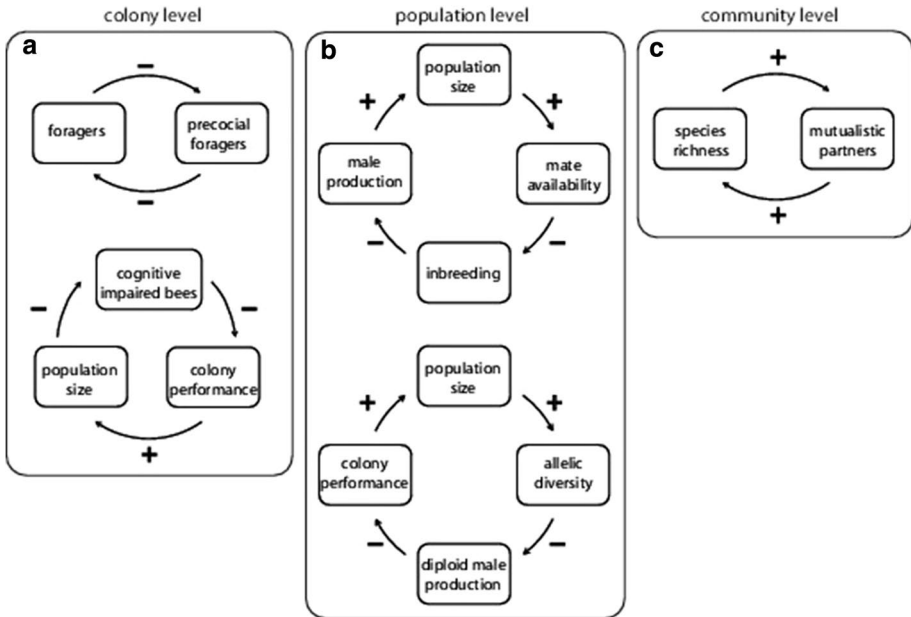 colony level
a
−
foragers
precocial
foragers
−
cognitive
impaired bees
−
−
population
size
colony
performance
+
population level
b
population
size
+
+
male
production
mate
availability
−
−
inbreeding
population
size
+
+
colony
performance
allelic
diversity
−
−
diploid male
production
community level
c
+
species
richness
mutualistic
partners
+